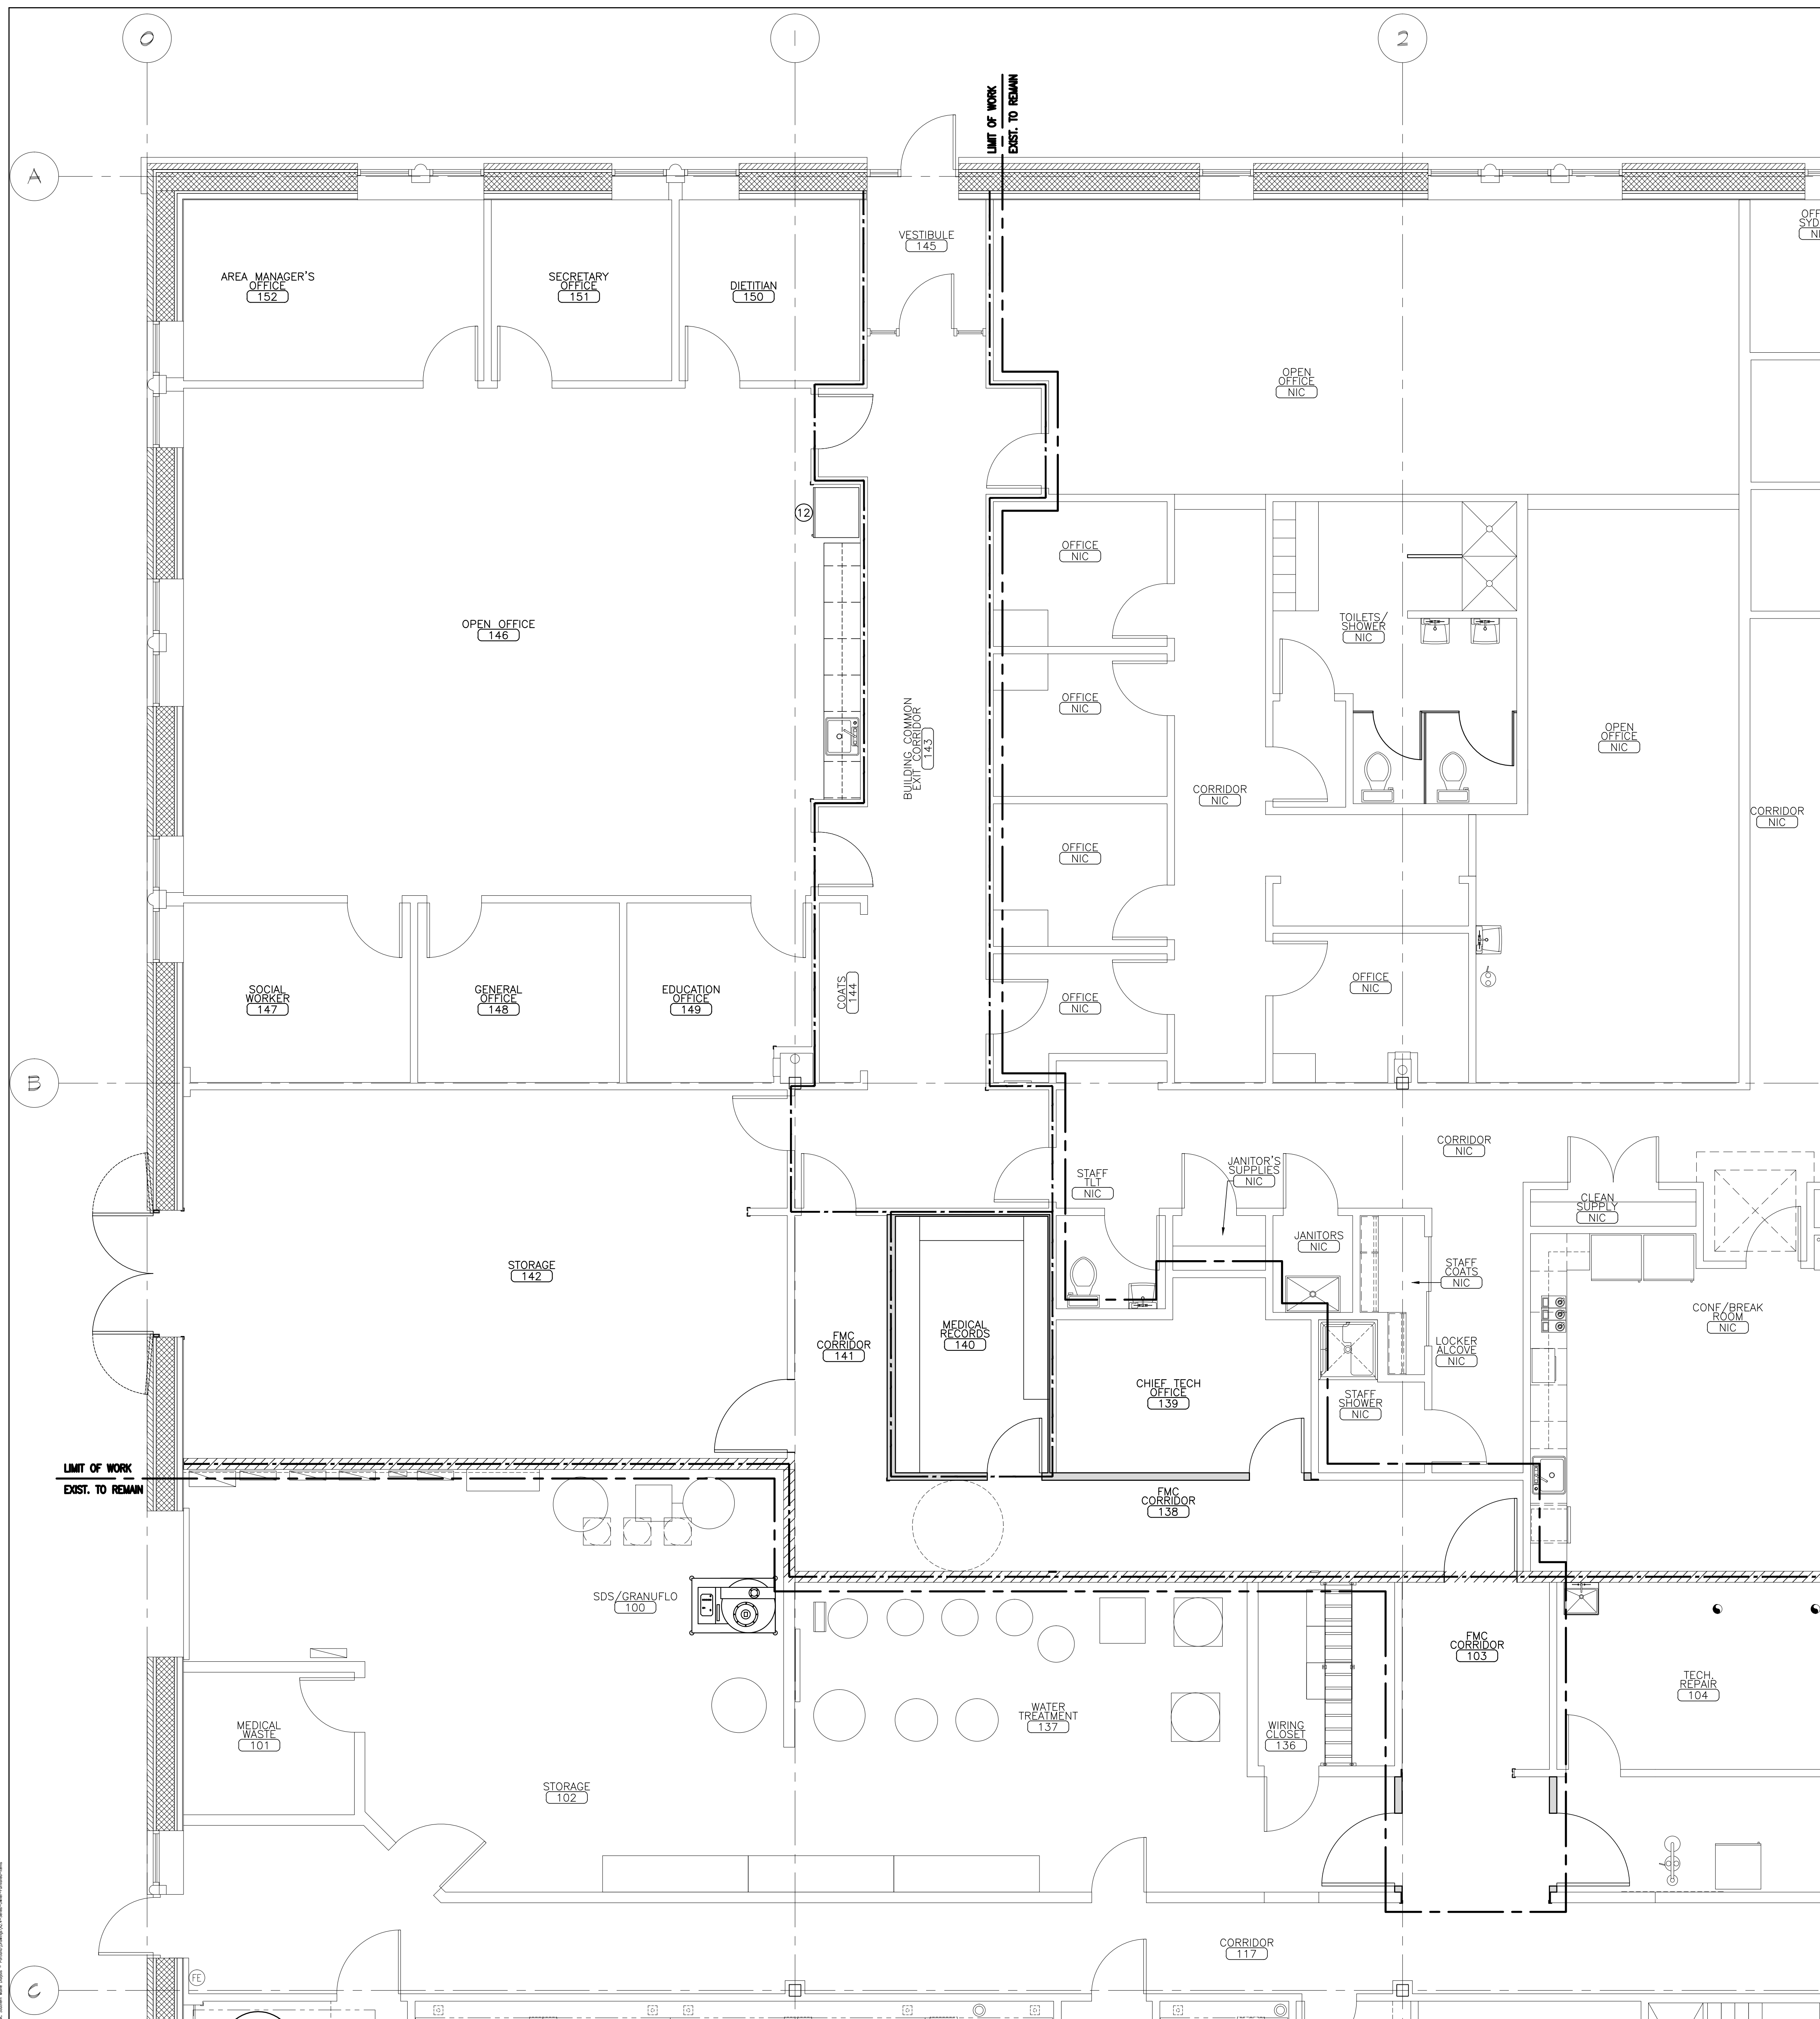 0
1
2
LIMIT OF WORK
EXIST. TO REMAIN
A
VESTIBULE
145
AREA MANAGER'S
OFFICE
152
SECRETARY
OFFICE
151
DIETITIAN
150
OPEN
OFFICE
NIC
12
OFFICE
NIC
TOILETS/
SHOWER
NIC
OPEN OFFICE
146
OFFICE
NIC
BUILDING COMMON
EXIT CORRIDOR
143
OPEN
OFFICE
NIC
CORRIDOR
NIC
CORRIDOR
NIC
OFFICE
NIC
SOCIAL
WORKER
147
GENERAL
OFFICE
148
EDUCATION
OFFICE
149
COATS
144
OFFICE
NIC
OFFICE
NIC
B
CORRIDOR
NIC
STAFF
TLT
NIC
JANITOR'S
SUPPLIES
NIC
CLEAN
SUPPLY
NIC
JANITORS
NIC
STORAGE
142
STAFF
COATS
NIC
CONF/BREAK
ROOM
NIC
FMC
CORRIDOR
141
MEDICAL
RECORDS
140
LOCKER
ALCOVE
NIC
CHIEF TECH
OFFICE
139
STAFF
SHOWER
NIC
LIMIT OF WORK
EXIST. TO REMAIN
FMC
CORRIDOR
138
SDS/GRANUFLO
100
FMC
CORRIDOR
103
TECH.
REPAIR
104
WATER
TREATMENT
137
MEDICAL
WASTE
101
WIRING
CLOSET
136
STORAGE
102
CORRIDOR
117
FE
C